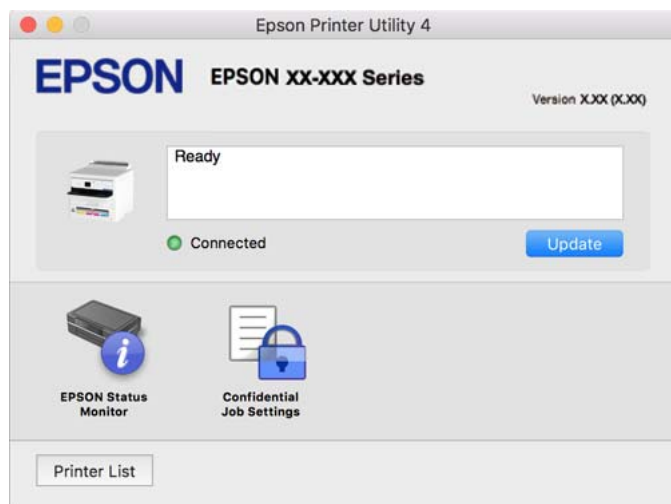 Epson Printer Utility 4
EPSON
EPSON XX-XXX Series
Version X.XX (X.XX)
Ready
Connected
Update
EPSON Status
Monitor
Confidential
Job Settings
Printer List